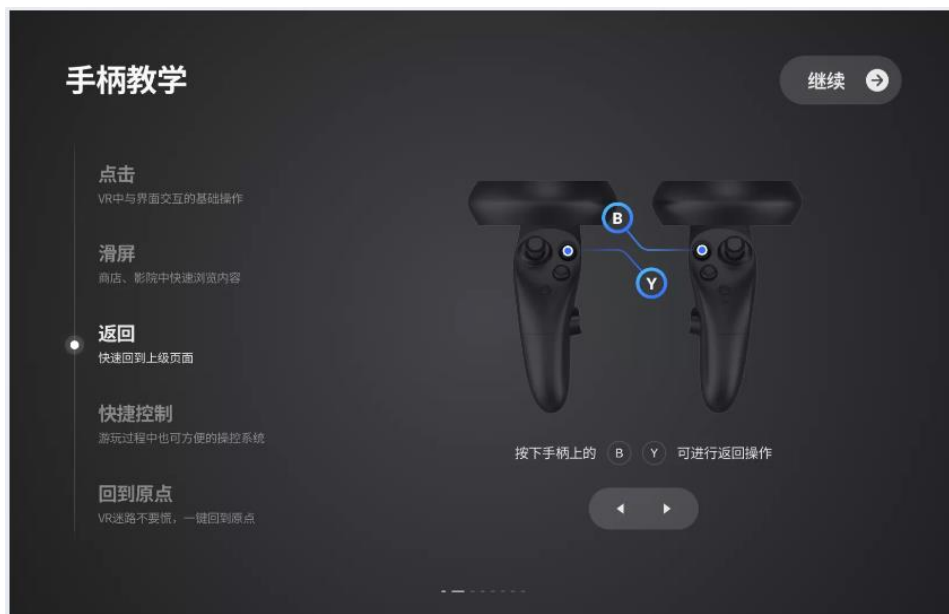 手柄教学
继续
点击
VR中与界面交互的基础操作
滑屏
商店、影院中快速浏览内容
返回
快速回到上级页面
快捷控制
游玩过程中也可方便的操控系统
回到原点
VR迷路不要慌，一键回到原点
B
Y
按下手柄上的 B Y 可进行返回操作